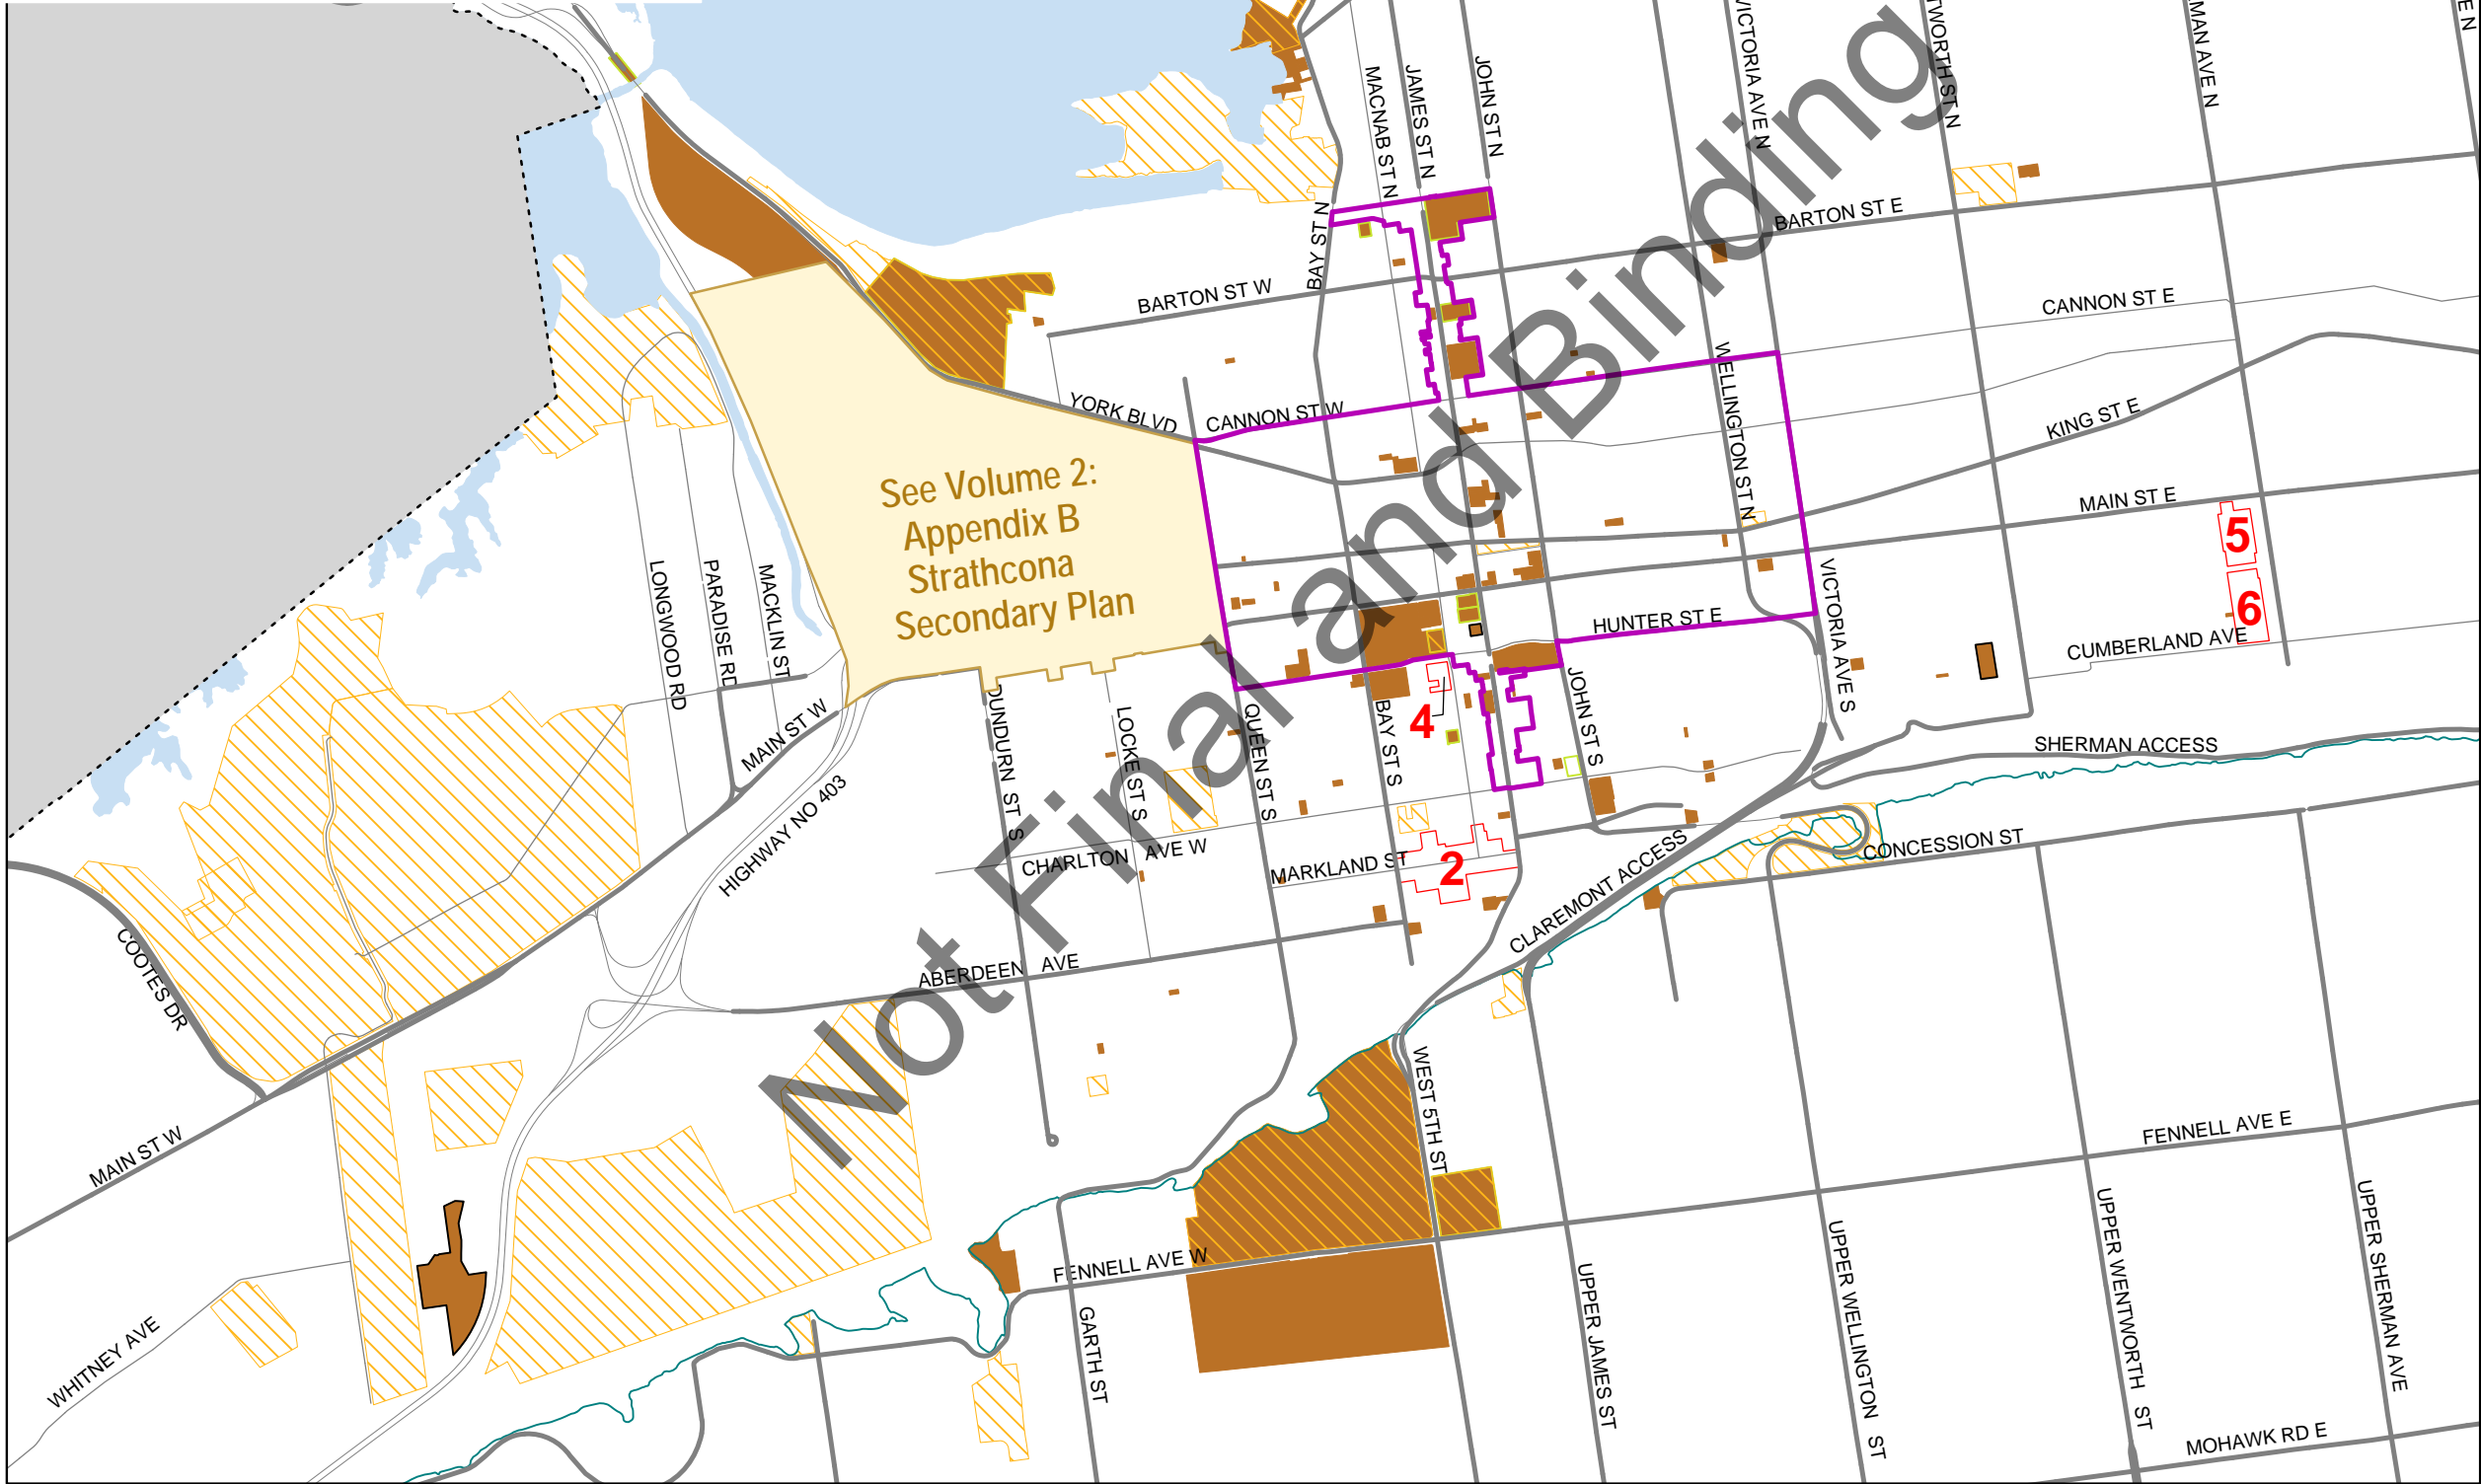 MACNAB ST N
JAMES ST N
JOHN ST N
VICTORIA AVE N
TWORTH ST N
MAN AVE N
E N
BAY ST N
BARTON ST E
BARTON ST W
CANNON ST E
YORK BLVD
CANNON ST W
WELLINGTON ST N
KING ST E
MAIN ST E
See Volume 2:
Appendix B
Strathcona
Secondary Plan
5
6
LONGWOOD RD
PARADISE RD
MACKLIN ST
HUNTER ST E
VICTORIA AVE S
CUMBERLAND AVE
MAIN ST W
DUNDURN ST S
LOCKE ST S
QUEEN ST S
BAY ST S
4
JOHN ST S
SHERMAN ACCESS
HIGHWAY NO 403
CHARLTON AVE W
MARKLAND ST
2
CONCESSION ST
CLAREMONT ACCESS
COOTES DR
ABERDEEN AVE
Not Final and Binding
WEST 5TH ST
MAIN ST W
FENNELL AVE E
FENNELL AVE W
GARTH ST
UPPER JAMES ST
UPPER WELLINGTON ST
UPPER WENTWORTH ST
UPPER SHERMAN AVE
WHITNEY AVE
MOHAWK RD E